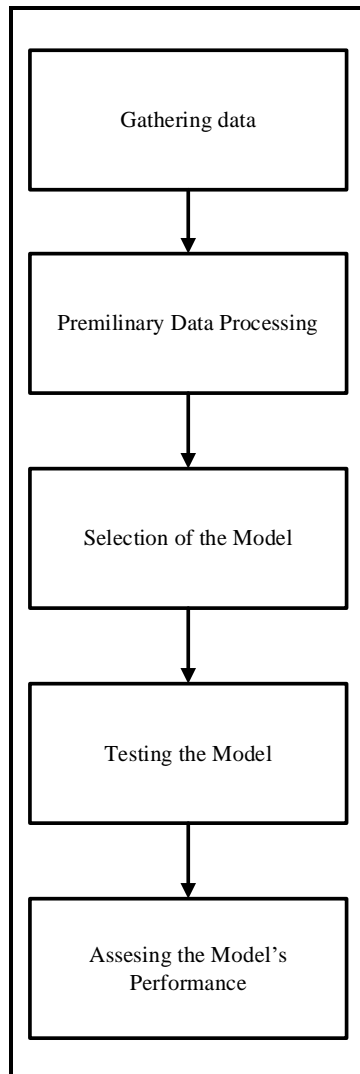 Gathering data
Premilinary Data Processing
Selection of the Model
Testing the Model
Assesing the Model’s
Performance